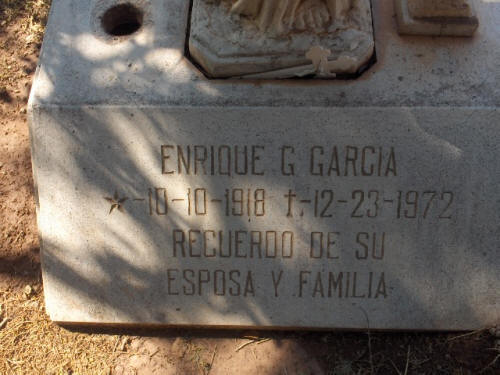 ENRIQUE G GARCIA
★-10-10-1918 †-12-23-1972
RECUERDO DE SU
ESPOSA Y FAMILIA